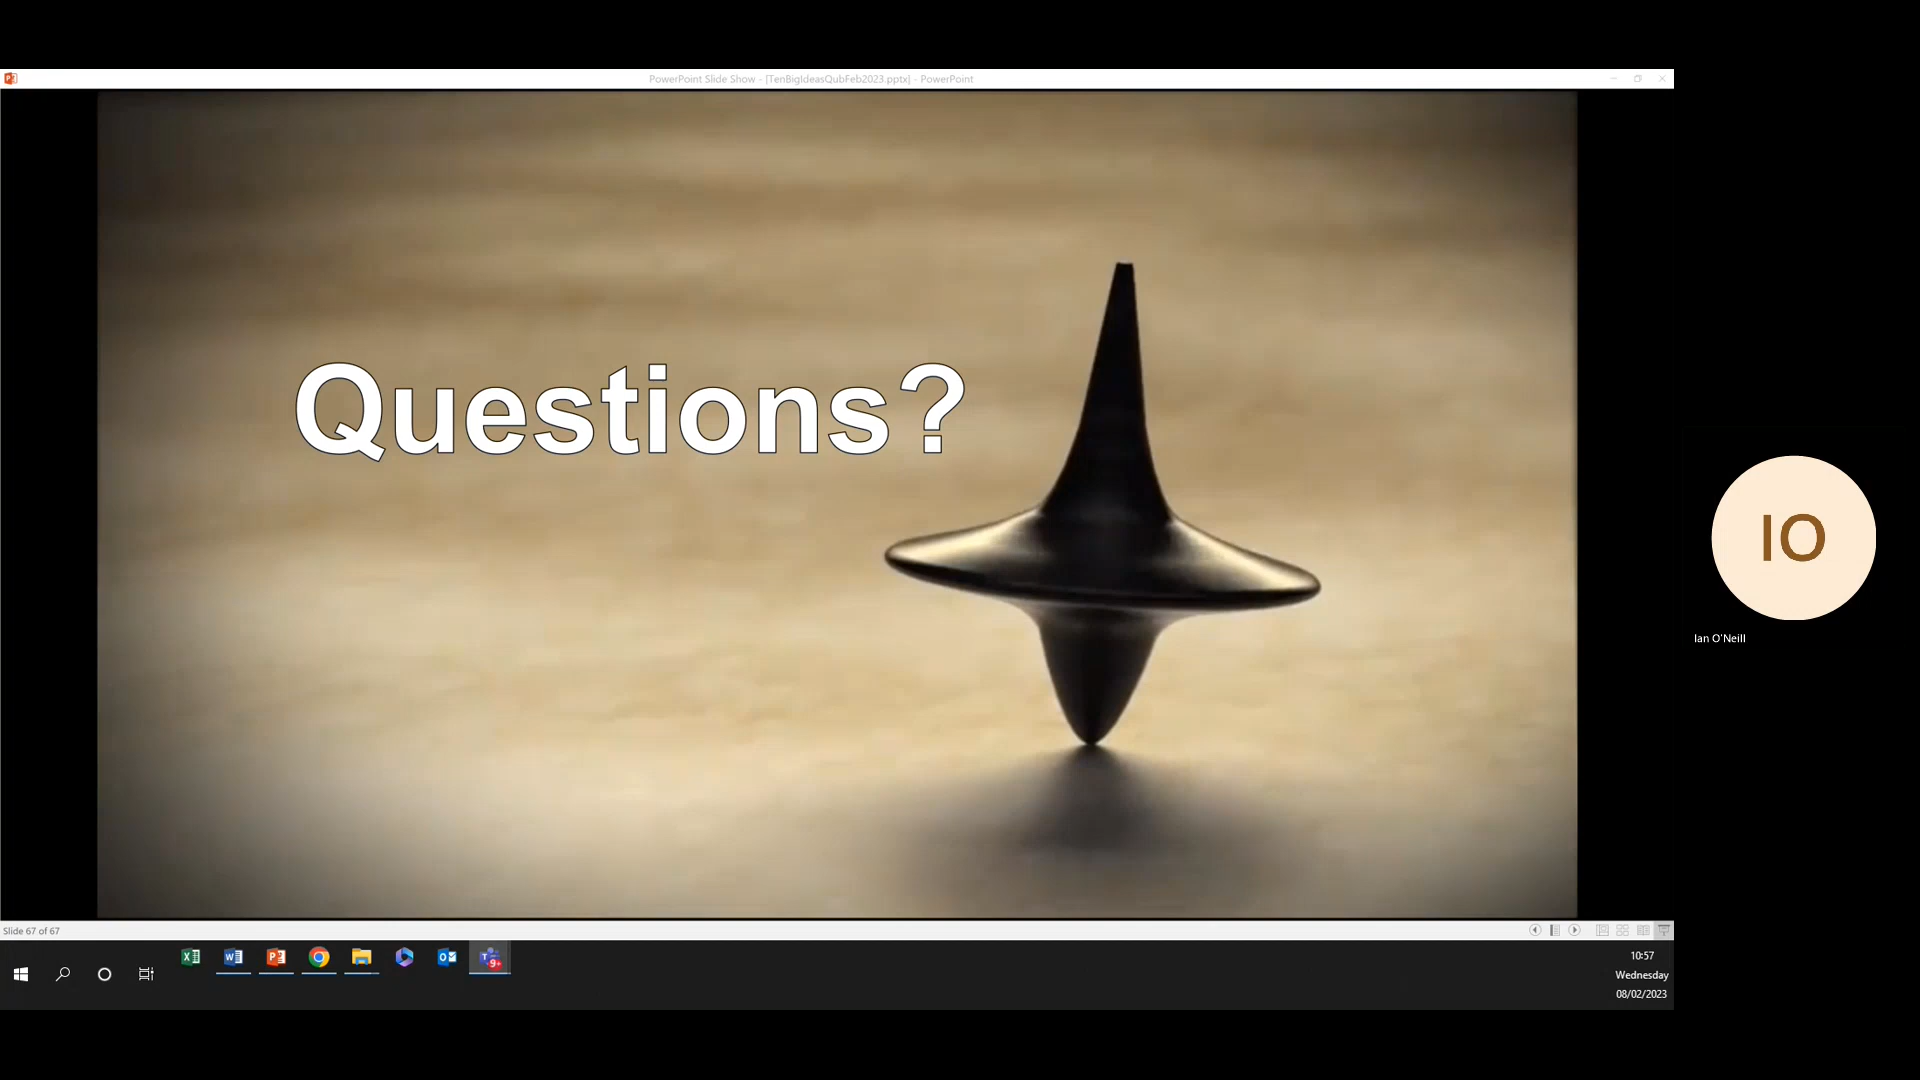 PowerPoint Slide Show - [TenBigIdeasQubFeb2023.pptx] - PowerPoint
Questions?
IO
Ian O'Neill
Slide 67 of 67
9+
10:57
Wednesday
08/02/2023